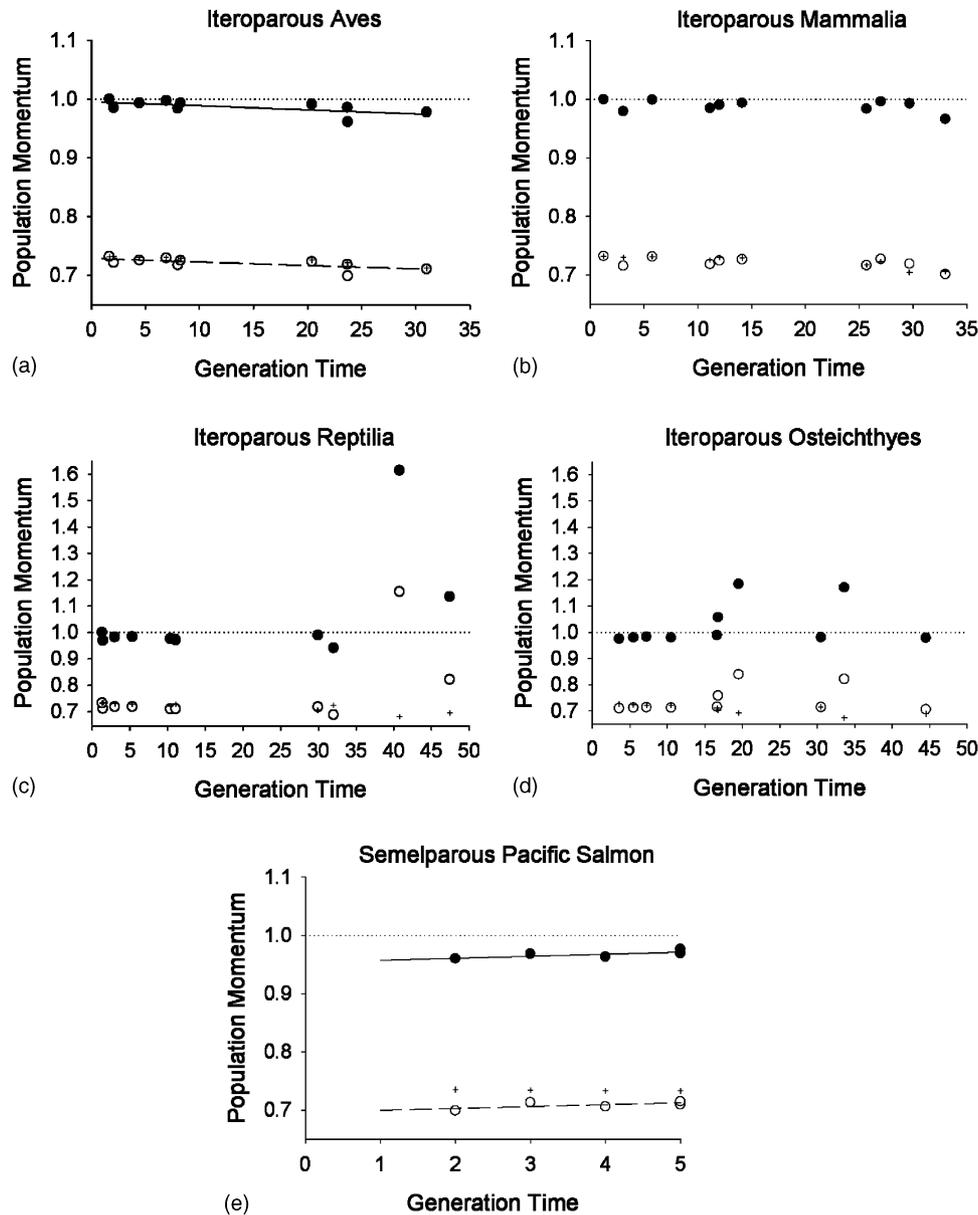 Iteroparous Aves
Population Momentum
1.1
1.0
0.9
0.8
0.7
0 5 10 15 20 25 30 35
Generation Time
(a)
Iteroparous Mammalia
Population Momentum
1.1
1.0
0.9
0.8
0.7
0 5 10 15 20 25 30 35
Generation Time
(b)
Iteroparous Reptilia
Population Momentum
1.6
1.5
1.4
1.3
1.2
1.1
1.0
0.9
0.8
0.7
0 5 10 15 20 25 30 35 40 45 50
Generation Time
(c)
Iteroparous Osteichthyes
Population Momentum
1.6
1.5
1.4
1.3
1.2
1.1
1.0
0.9
0.8
0.7
0 5 10 15 20 25 30 35 40 45 50
Generation Time
(d)
Semelparous Pacific Salmon
Population Momentum
1.1
1.0
0.9
0.8
0.7
0 1 2 3 4 5
Generation Time
(e)